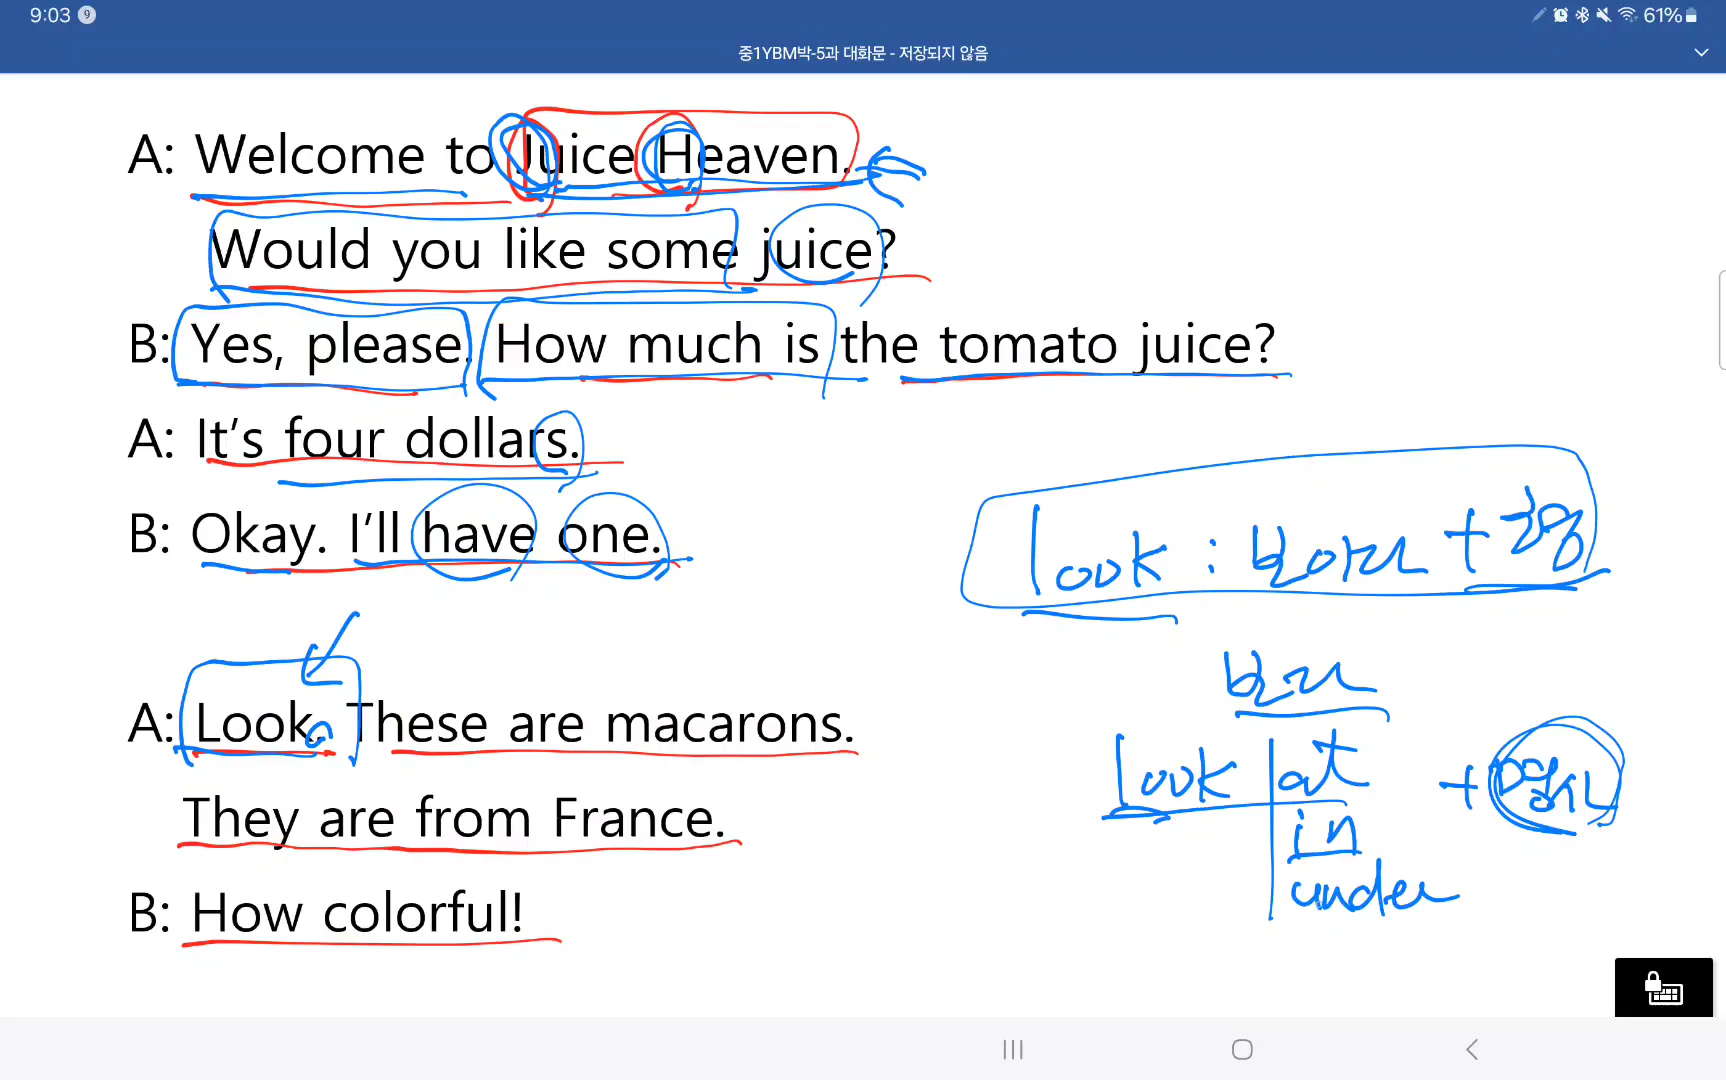 9:03 9 61%
중1YBM박-5과 대화문 - 저장되지 않음
A: Welcome to Juice Heaven.
Would you like some juice?
B: Yes, please. How much is the tomato juice?
A: It's four dollars.
B: Okay. I'll have one.
look : 보이다 +
A: Look. These are macarons.
They are from France.
B: How colorful!
보다
look at + 명사
in
under